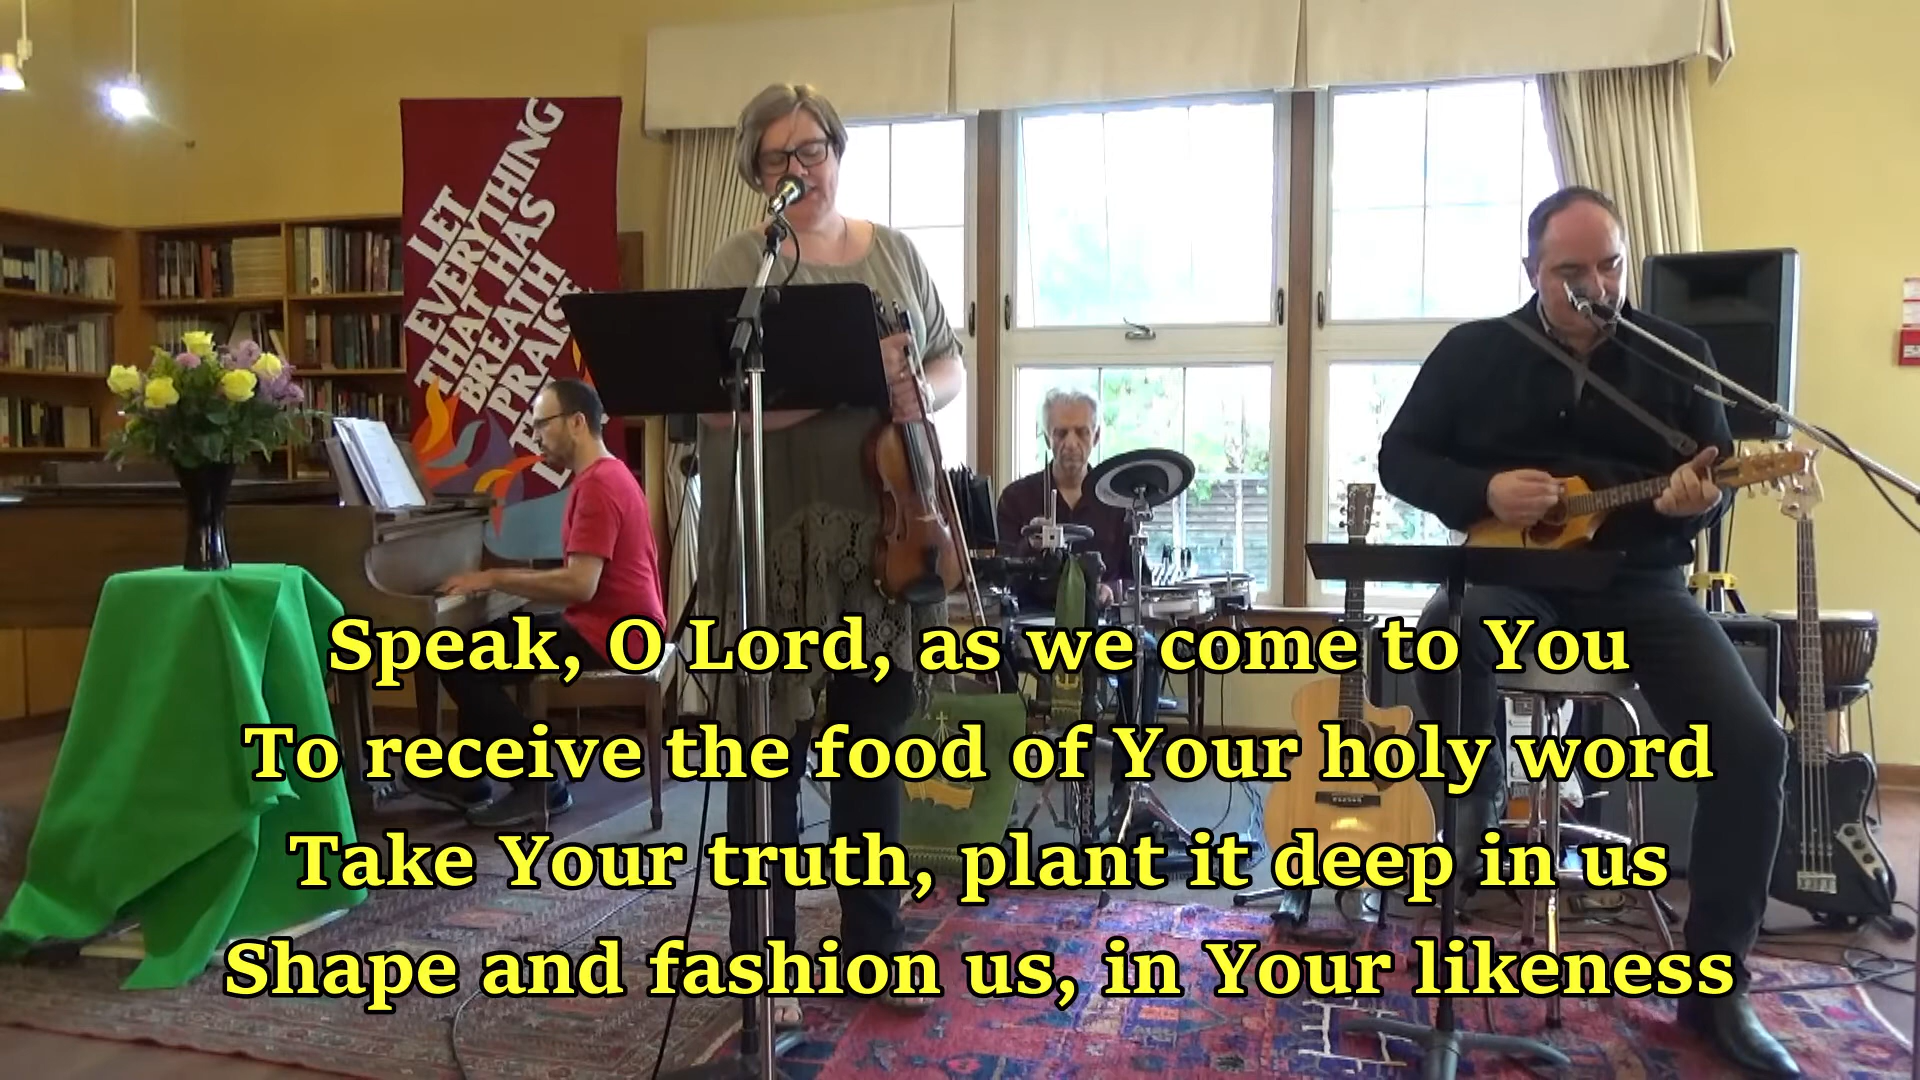 LET
EVERYTHING
THAT HAS
BREATH
PRAISE
Speak, O Lord, as we come to You
To receive the food of Your holy word
Take Your truth, plant it deep in us
Shape and fashion us, in Your likeness